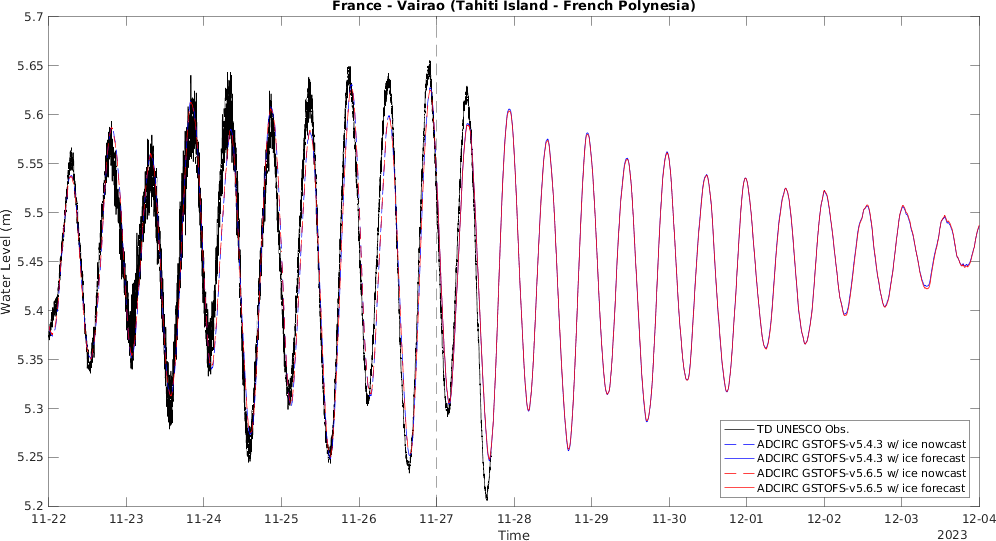 France - Vairao (Tahiti Island - French Polynesia)
5.7
5.65
5.6
5.55
5.5
5.45
5.4
5.35
5.3
5.25
5.2
Water Level (m)
TD UNESCO Obs.
ADCIRC GSTOFS-v5.4.3 w/ ice nowcast
ADCIRC GSTOFS-v5.4.3 w/ ice forecast
ADCIRC GSTOFS-v5.6.5 w/ ice nowcast
ADCIRC GSTOFS-v5.6.5 w/ ice forecast
11-22 11-23 11-24 11-25 11-26 11-27 11-28 11-29 11-30 12-01 12-02 12-03 12-04
Time
2023